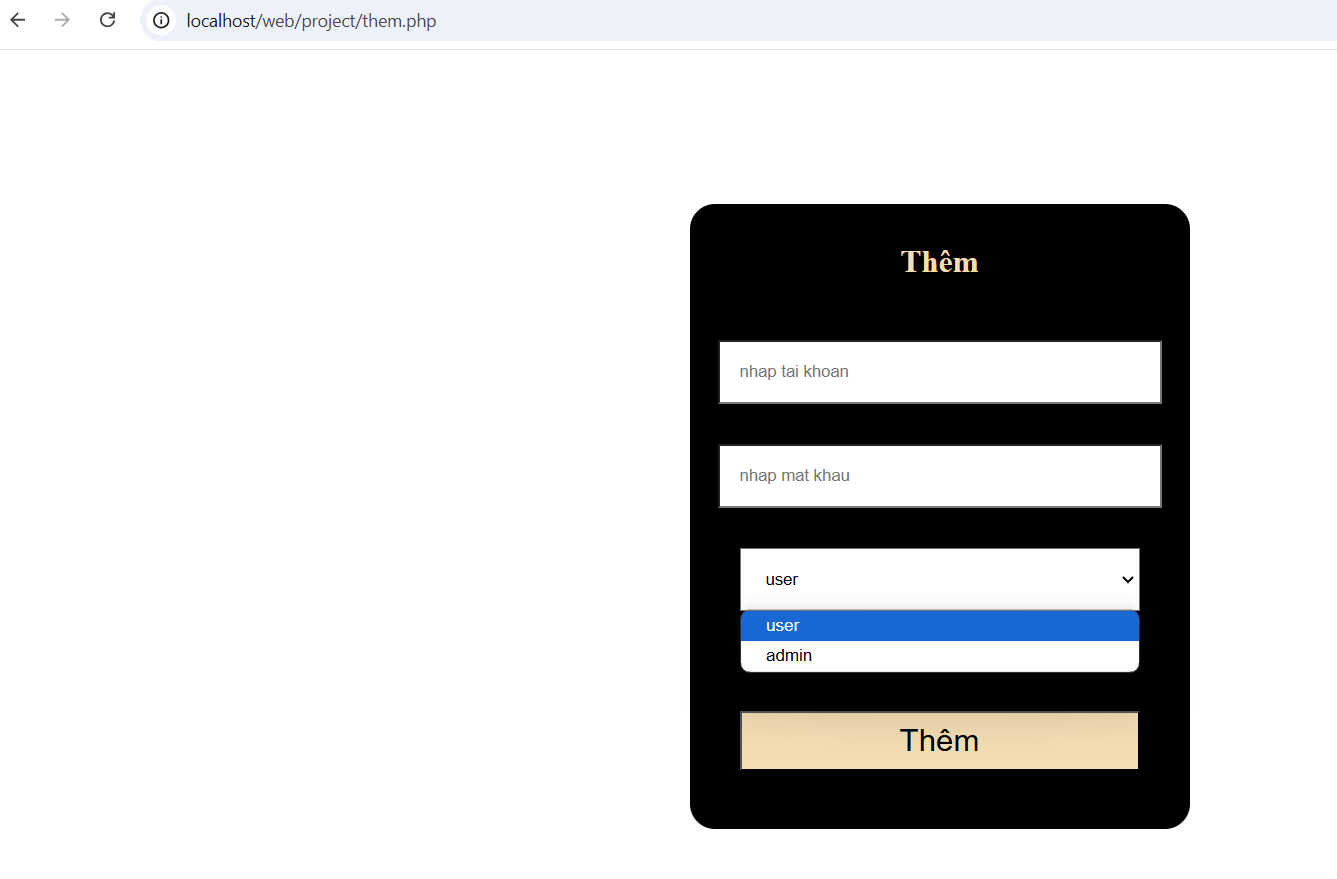 localhost/web/project/them.php
Thêm
nhap tai khoan
nhap mat khau
user
user
admin
Thêm